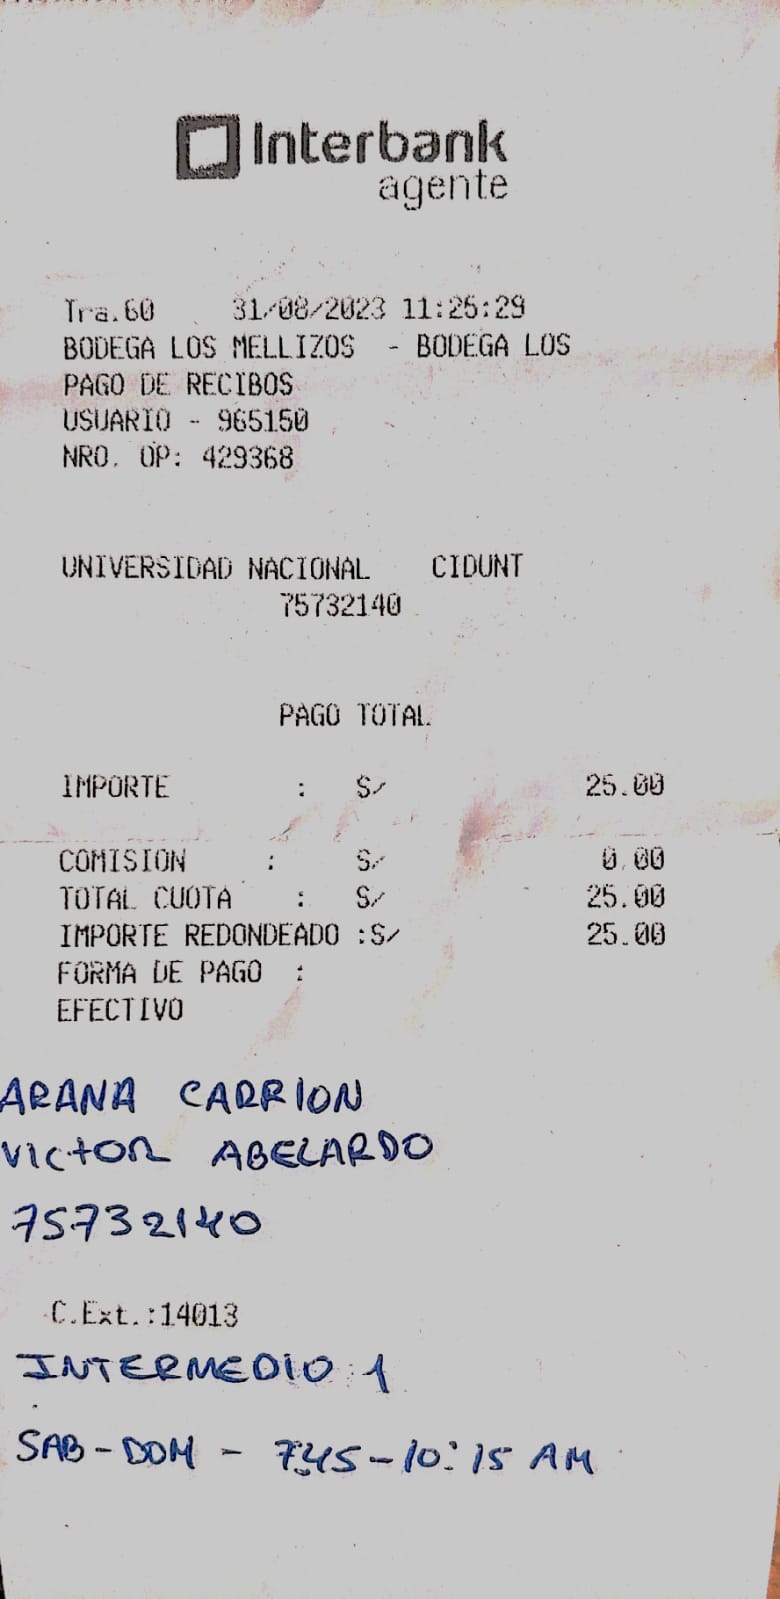 Interbank
agente
Tra.60 31/08/2023 11:25:29
BODEGA LOS MELLIZOS - BODEGA LOS
PAGO DE RECIBOS
USUARIO - 965150
NRO. OP: 429368
UNIVERSIDAD NACIONAL CIDUNT
75732140
PAGO TOTAL
IMPORTE : S/ 25.00
COMISION : S/ 0.00
TOTAL CUOTA : S/ 25.00
IMPORTE REDONDEADO :S/ 25.00
FORMA DE PAGO :
EFECTIVO
ARANA CARRION
VICTOR ABELARDO
75732140
C.Ext.:14013
INTERMEDIO 1
SAB-DOM - 7:45-10:15 AM